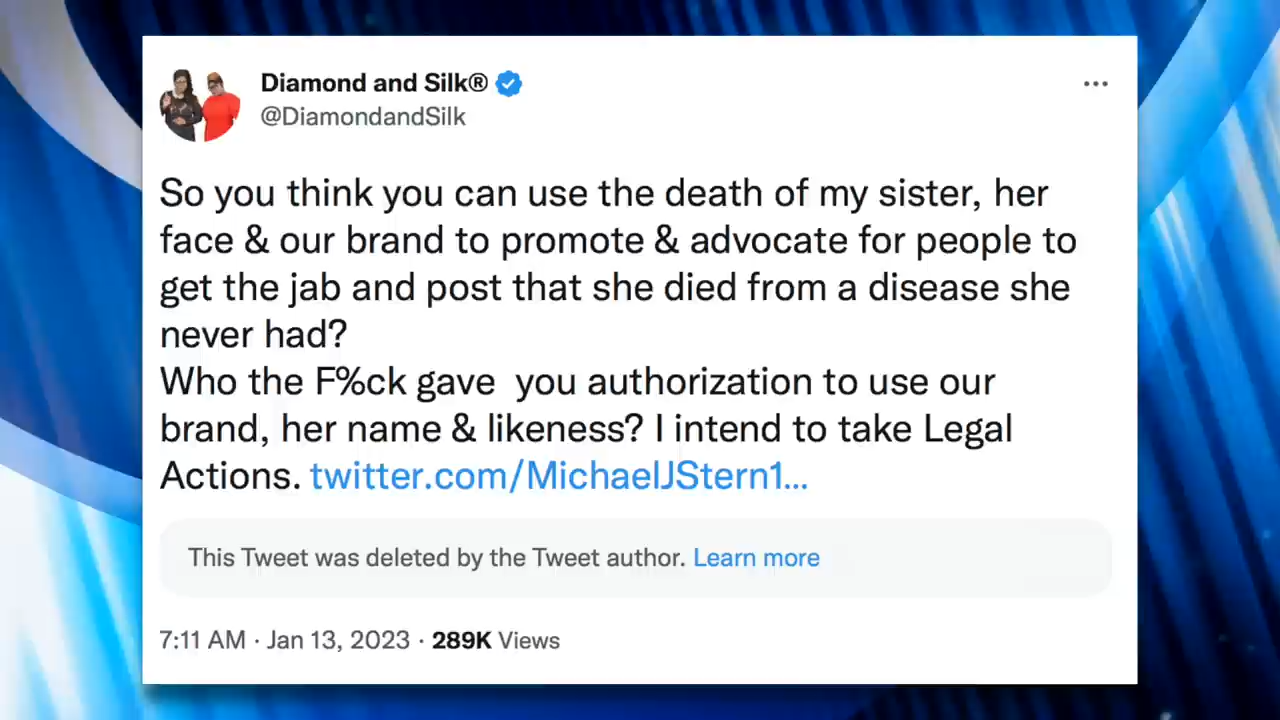 Diamond and Silk®
@DiamondandSilk
So you think you can use the death of my sister, her
face & our brand to promote & advocate for people to
get the jab and post that she died from a disease she
never had?
Who the F%ck gave  you authorization to use our
brand, her name & likeness? I intend to take Legal
Actions. twitter.com/MichaelJStern1...
This Tweet was deleted by the Tweet author. Learn more
7:11 AM · Jan 13, 2023 · 289K Views